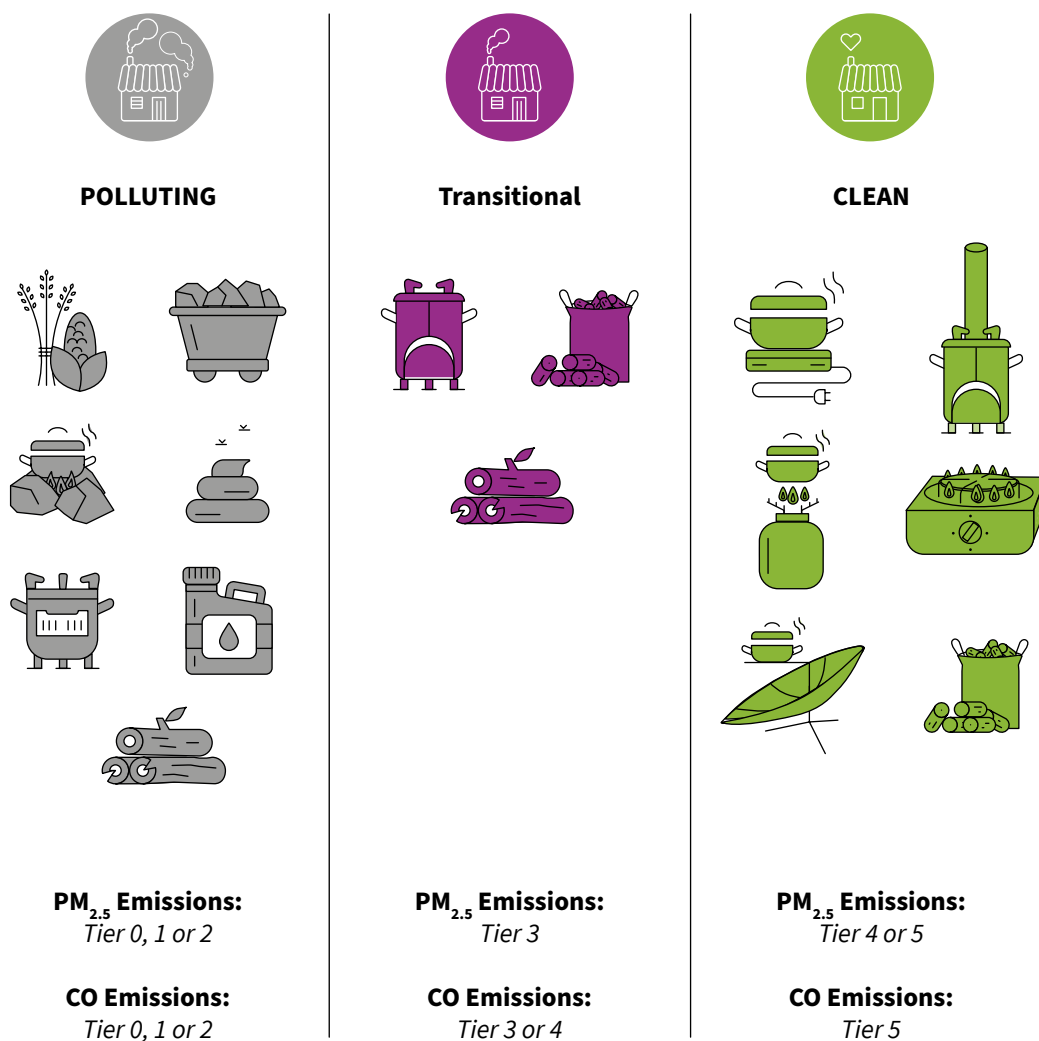 POLLUTING
Transitional
CLEAN
PM2.5 Emissions:
Tier 0, 1 or 2
CO Emissions:
Tier 0, 1 or 2
PM2.5 Emissions:
Tier 3
CO Emissions:
Tier 3 or 4
PM2.5 Emissions:
Tier 4 or 5
CO Emissions:
Tier 5